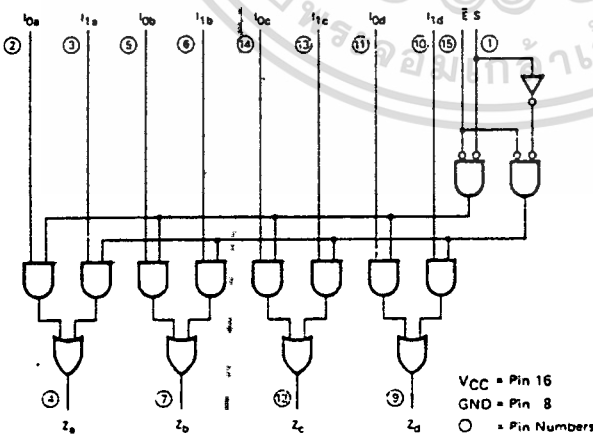 I0a I1a I0b I1b I0c I1c I0d I1d E̅ S
2 3 5 6 14 13 11 10 15 1
4 7 12 9
Za Zb Zc Zd
VCC = Pin 16
GND = Pin 8
○ = Pin Numbers